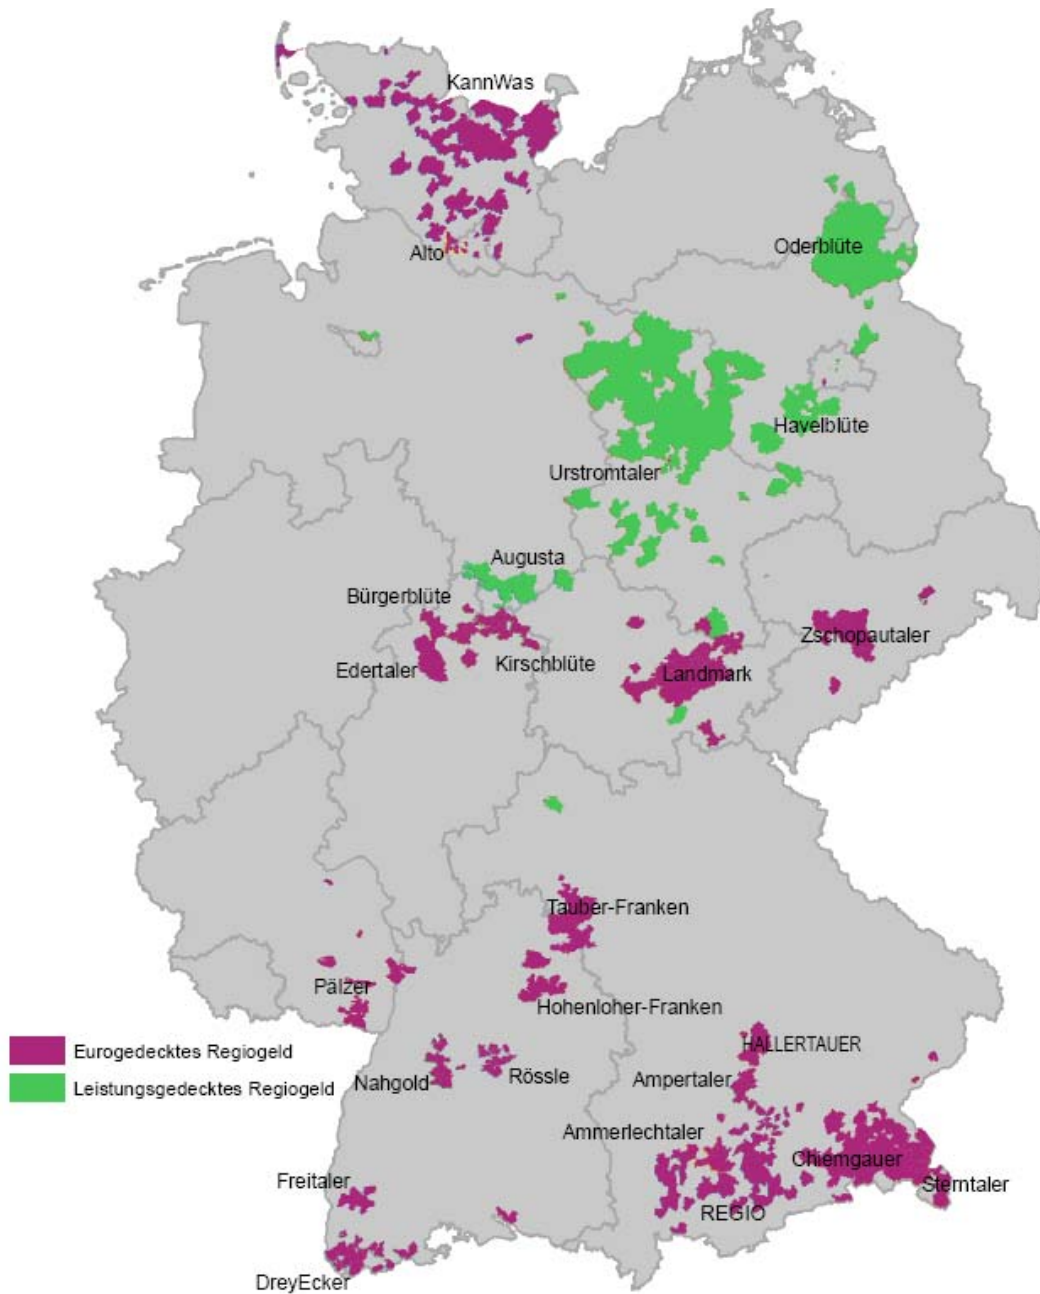 KannWas
Alto
Oderblüte
Havelblüte
Urstromtaler
Augusta
Bürgerblüte
Zschopautaler
Kirschblüte
Edertaler
Landmark
Tauber-Franken
Pälzer
Hohenloher-Franken
Eurogedecktes Regiogeld
HALLERTAUER
Leistungsgedecktes Regiogeld
Nahgold
Rössle
Ampertaler
Ammerlechtaler
Chiemgauer
Freitaler
Sterntaler
REGIO
DreyEcker